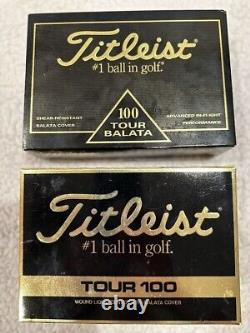 Titleist
#1 ball in golf.®
SHEAR-RESISTANT
BALATA COVER
100
TOUR
BALATA
ADVANCED IN-FLIGHT
PERFORMANCE
Titleist
#1 ball in golf.
TOUR 100
WOUND BALATA COVER